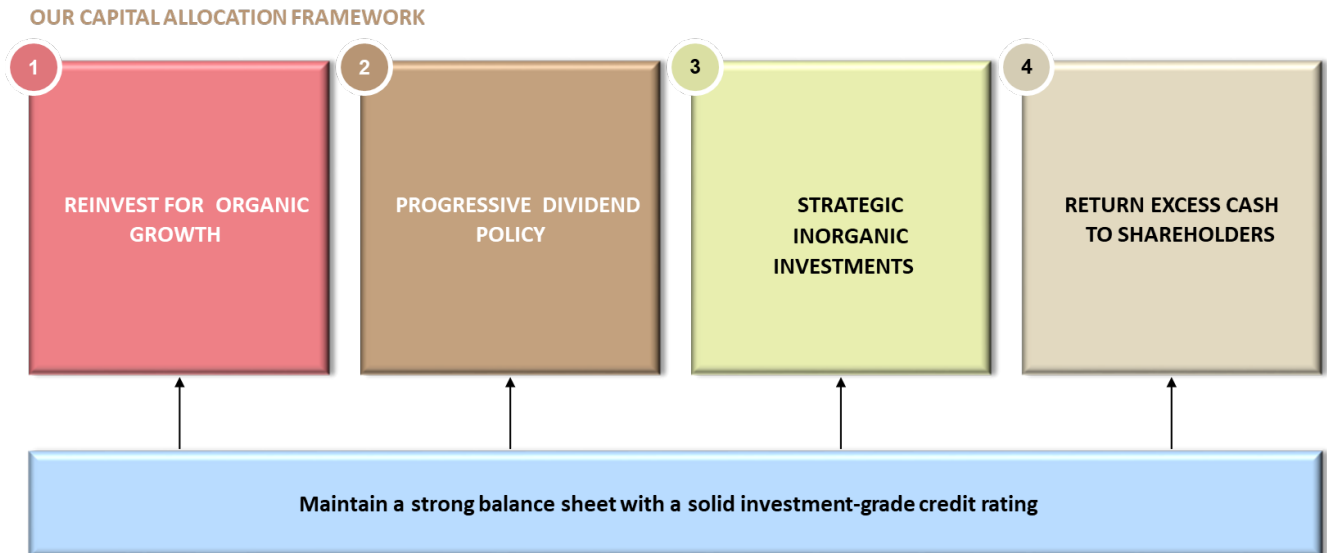 OUR CAPITAL ALLOCATION FRAMEWORK
1
REINVEST FOR ORGANIC
GROWTH
2
PROGRESSIVE DIVIDEND
POLICY
3
STRATEGIC
INORGANIC
INVESTMENTS
4
RETURN EXCESS CASH
TO SHAREHOLDERS
Maintain a strong balance sheet with a solid investment-grade credit rating